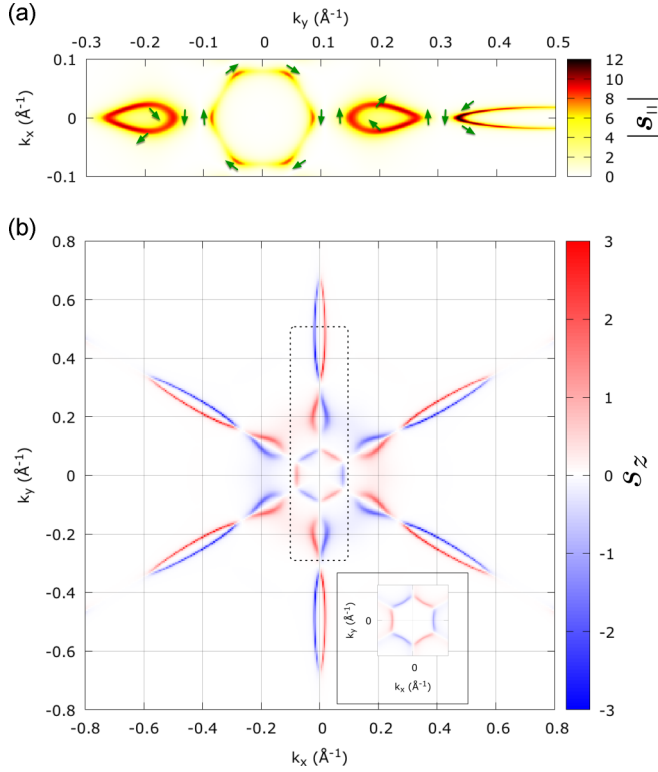 (a)
k_y (Å⁻¹)
-0.3 -0.2 -0.1 0 0.1 0.2 0.3 0.4 0.5
k_x (Å⁻¹)
0.1
0
-0.1
12
10
8
6
4
2
0
|s_||​|
(b)
k_y (Å⁻¹)
0.8
0.6
0.4
0.2
0
-0.2
-0.4
-0.6
-0.8
-0.8 -0.6 -0.4 -0.2 0 0.2 0.4 0.6 0.8
k_x (Å⁻¹)
k_y (Å⁻¹)
0
0
k_x (Å⁻¹)
3
2
1
0
-1
-2
-3
s_z